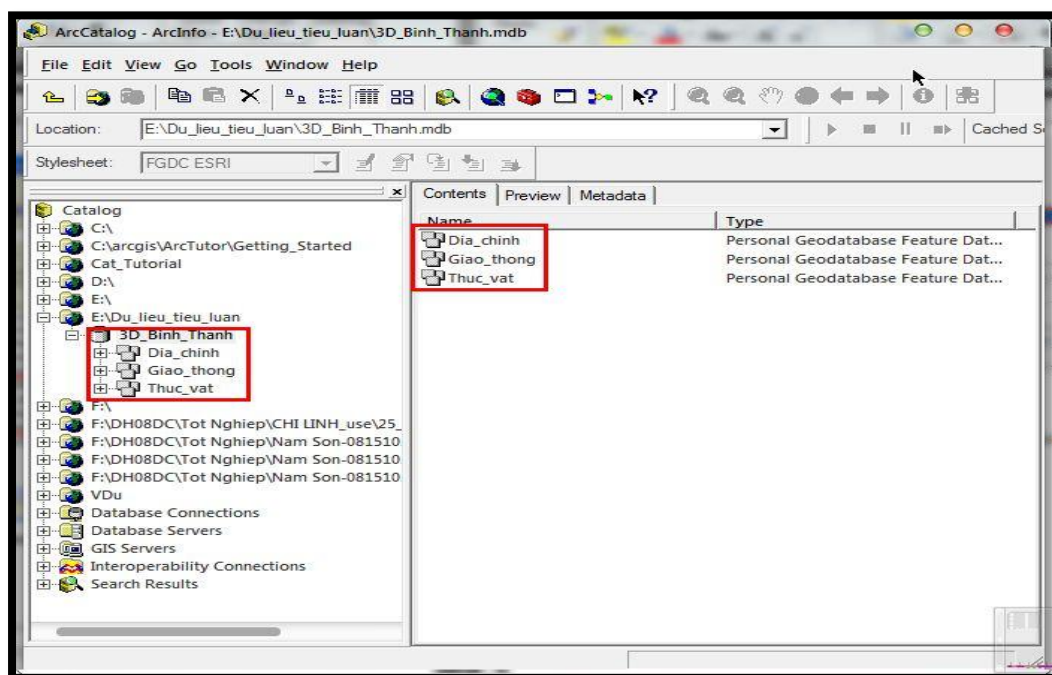 ArcCatalog - ArcInfo - E:\Du_lieu_tieu_luan\3D_Binh_Thanh.mdb
File Edit View Go Tools Window Help
Location: E:\Du_lieu_tieu_luan\3D_Binh_Thanh.mdb Cached S
Stylesheet: FGDC ESRI
Contents Preview Metadata
Name Type
Dia_chinh Personal Geodatabase Feature Dat...
Giao_thong Personal Geodatabase Feature Dat...
Thuc_vat Personal Geodatabase Feature Dat...
Catalog
C:\
C:\arcgis\ArcTutor\Getting_Started
Cat_Tutorial
D:\
E:\
E:\Du_lieu_tieu_luan
3D_Binh_Thanh
Dia_chinh
Giao_thong
Thuc_vat
F:\
F:\DH08DC\Tot Nghiep\CHI LINH_use\25_
F:\DH08DC\Tot Nghiep\Nam Son-081510
F:\DH08DC\Tot Nghiep\Nam Son-081510
F:\DH08DC\Tot Nghiep\Nam Son-081510
VDu
Database Connections
Database Servers
GIS Servers
Interoperability Connections
Search Results